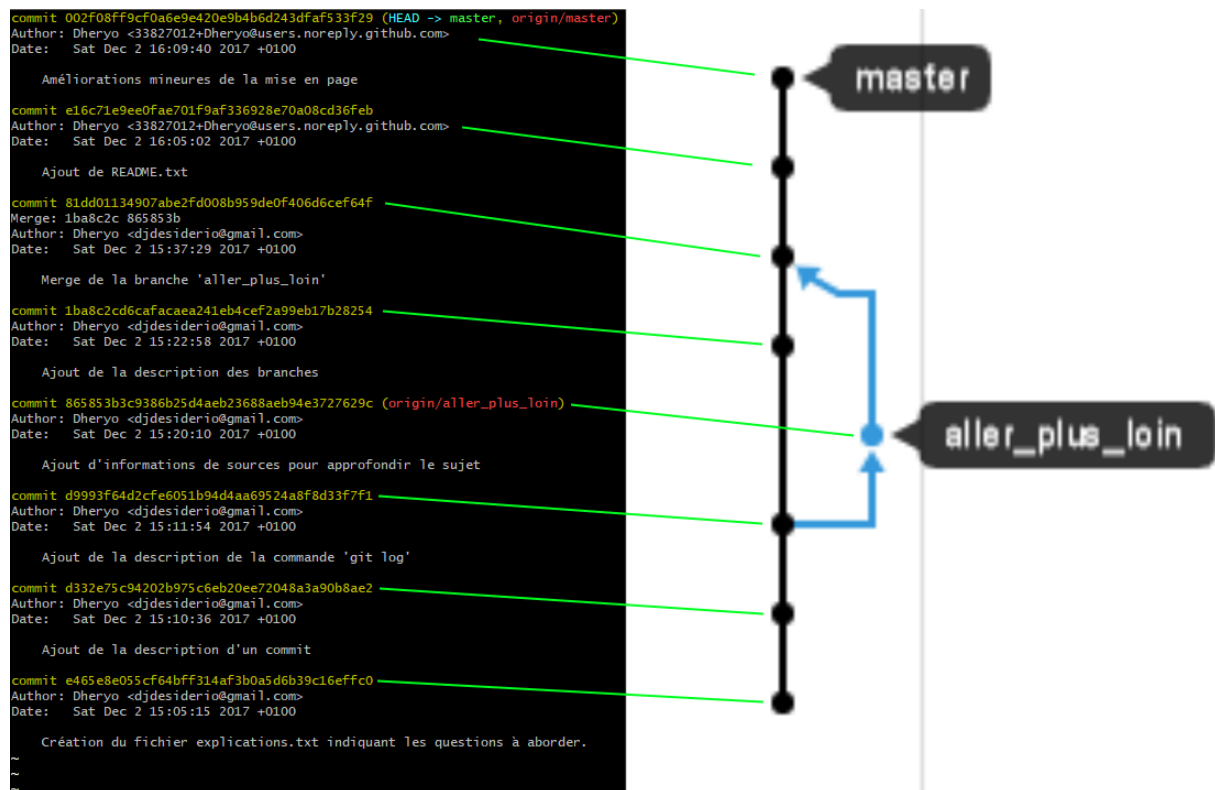 commit 002f08ff9cf0a6e9e420e9b4b6d243dfaf533f29 (HEAD -> master, origin/master)
Author: Dheryo <33827012+Dheryo@users.noreply.github.com>
Date:   Sat Dec 2 16:09:40 2017 +0100
Améliorations mineures de la mise en page
commit e16c71e9ee0fae701f9af336928e70a08cd36feb
Author: Dheryo <33827012+Dheryo@users.noreply.github.com>
Date:   Sat Dec 2 16:05:02 2017 +0100
Ajout de README.txt
commit 81dd01134907abe2fd008b959de0f406d6cef64f
Merge: 1ba8c2c 865853b
Author: Dheryo <djdesiderio@gmail.com>
Date:   Sat Dec 2 15:37:29 2017 +0100
Merge de la branche 'aller_plus_loin'
commit 1ba8c2cd6cafacaea241eb4cef2a99eb17b28254
Author: Dheryo <djdesiderio@gmail.com>
Date:   Sat Dec 2 15:22:58 2017 +0100
Ajout de la description des branches
commit 865853b3c9386b25d4aeb23688aeb94e3727629c (origin/aller_plus_loin)
Author: Dheryo <djdesiderio@gmail.com>
Date:   Sat Dec 2 15:20:10 2017 +0100
Ajout d'informations de sources pour approfondir le sujet
commit d9993f64d2cfe6051b94d4aa69524a8f8d33f7f1
Author: Dheryo <djdesiderio@gmail.com>
Date:   Sat Dec 2 15:11:54 2017 +0100
Ajout de la description de la commande 'git log'
commit d332e75c94202b975c6eb20ee72048a3a90b8ae2
Author: Dheryo <djdesiderio@gmail.com>
Date:   Sat Dec 2 15:10:36 2017 +0100
Ajout de la description d'un commit
commit e465e8e055cf64bff314af3b0a5d6b39c16effc0
Author: Dheryo <djdesiderio@gmail.com>
Date:   Sat Dec 2 15:05:15 2017 +0100
Création du fichier explications.txt indiquant les questions à aborder.
~
~
~
master
aller_plus_loin